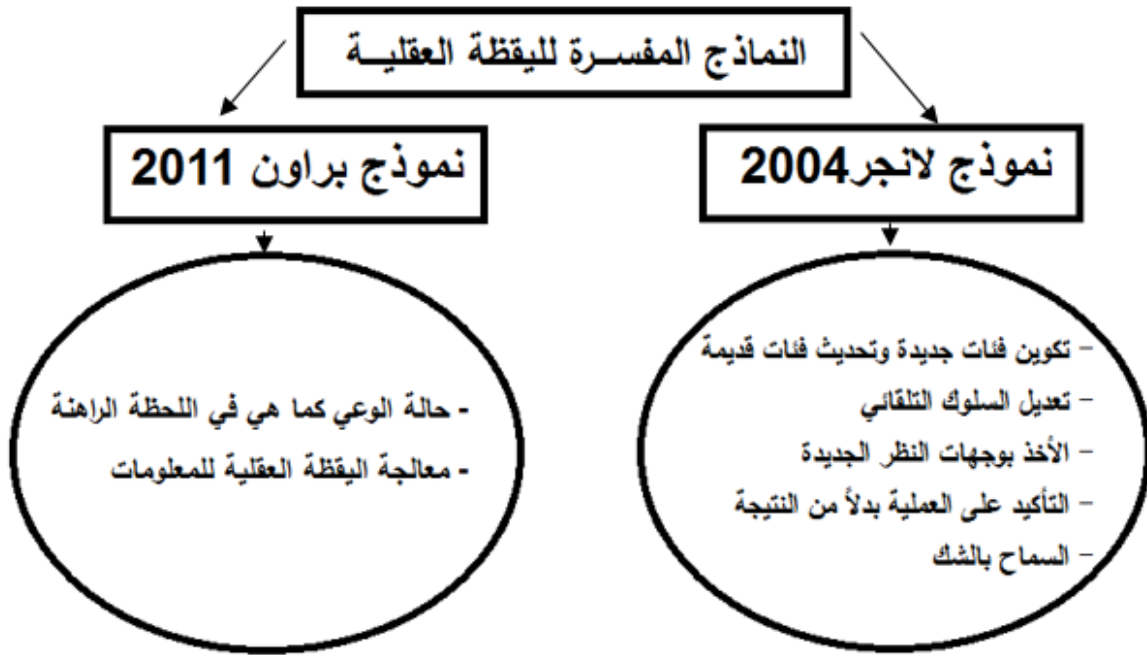 النماذج المفســرة لليقظة العقليــة
نموذج لانجر2004
نموذج براون 2011
– تكوين فئات جديدة وتحديث فئات قديمة
– تعديل السلوك التلقائي
– الأخذ بوجهات النظر الجديدة
– التأكيد على العملية بدلاً من النتيجة
– السماح بالشك
- حالة الوعي كما هي في اللحظة الراهنة
- معالجة اليقظة العقلية للمعلومات